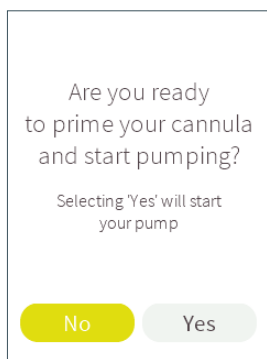 Are you ready
to prime your cannula
and start pumping?
Selecting 'Yes' will start
your pump
No
Yes